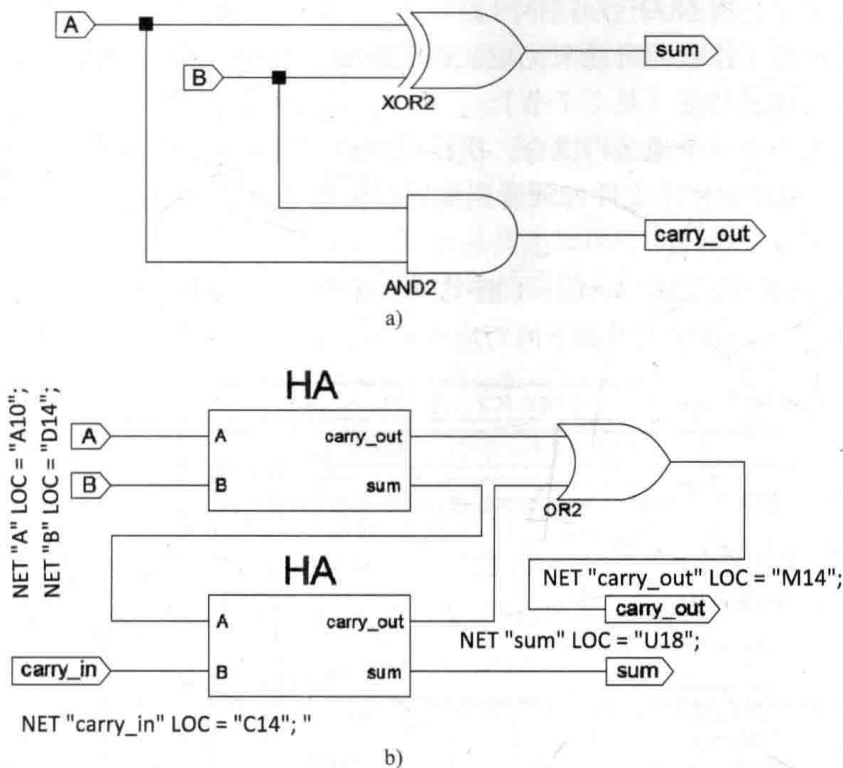 A
B
XOR2
sum
AND2
carry_out
a)
HA
NET "A" LOC = "A10";
NET "B" LOC = "D14";
A
B
A
B
carry_out
sum
OR2
HA
A
B
carry_out
sum
NET "carry_out" LOC = "M14";
carry_out
NET "sum" LOC = "U18";
carry_in
sum
NET "carry_in" LOC = "C14"; "
b)